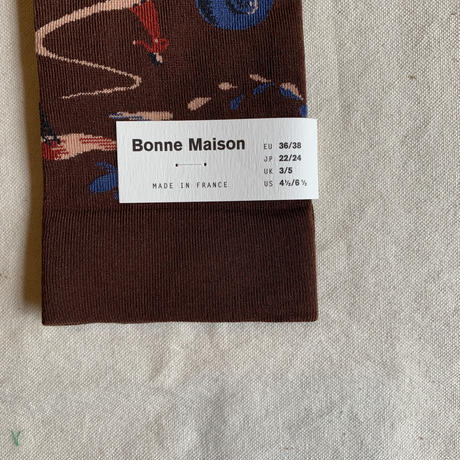 Bonne Maison
MADE IN FRANCE
EU 36/38
JP 22/24
UK 3/5
US 4½/6½